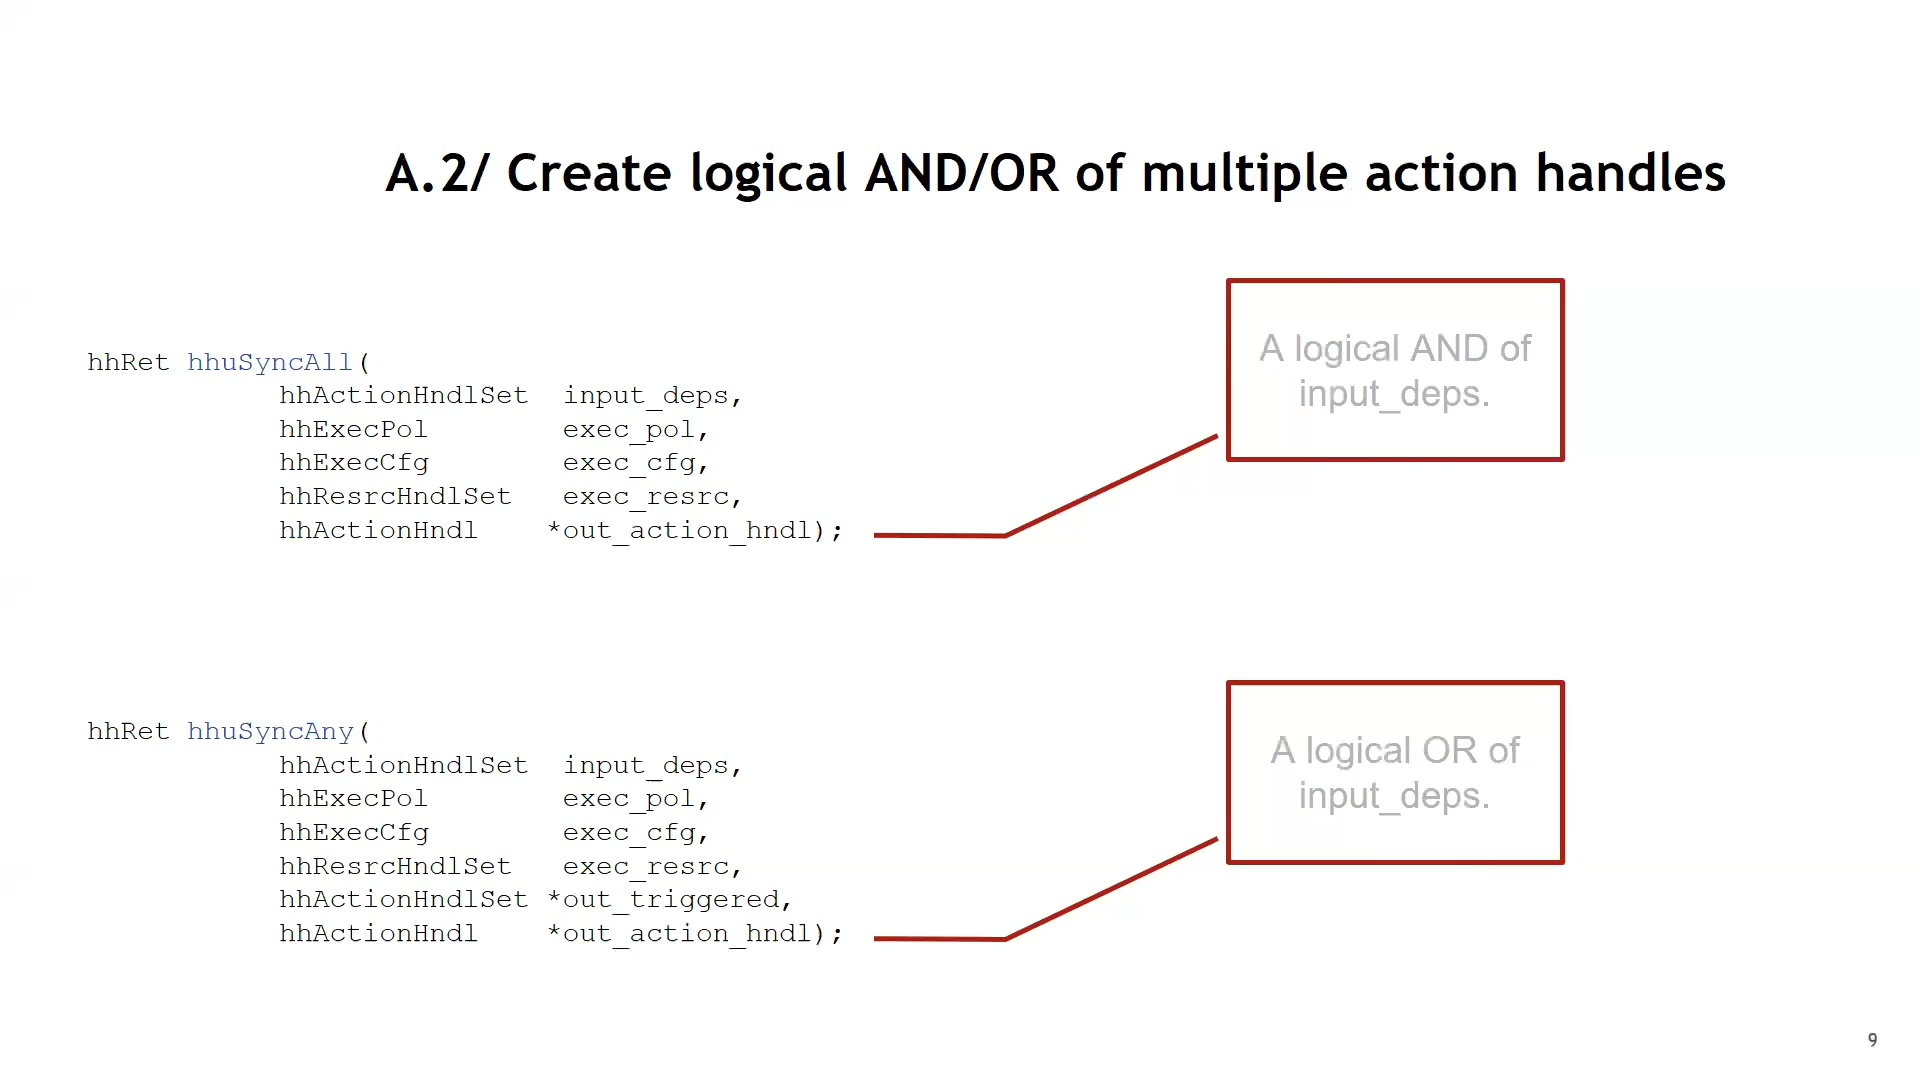 A.2/ Create logical AND/OR of multiple action handles
hhRet hhuSyncAll(
hhActionHndlSet input_deps,
hhExecPol exec_pol,
hhExecCfg exec_cfg,
hhResrcHndlSet exec_resrc,
hhActionHndl *out_action_hndl);
A logical AND of
input_deps.
hhRet hhuSyncAny(
hhActionHndlSet input_deps,
hhExecPol exec_pol,
hhExecCfg exec_cfg,
hhResrcHndlSet exec_resrc,
hhActionHndlSet *out_triggered,
hhActionHndl *out_action_hndl);
A logical OR of
input_deps.
9